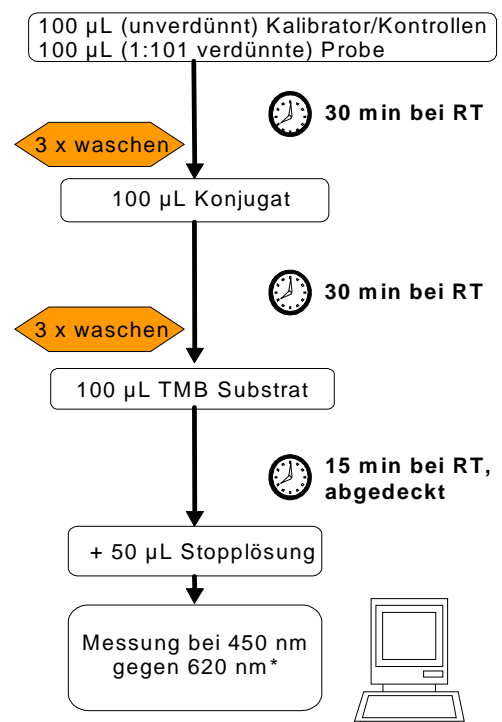 100 µL (unverdünnt) Kalibrator/Kontrollen
100 µL (1:101 verdünnte) Probe
30 min bei RT
3 x waschen
100 µL Konjugat
30 min bei RT
3 x waschen
100 µL TMB Substrat
15 min bei RT,
abgedeckt
+ 50 µL Stopplösung
Messung bei 450 nm
gegen 620 nm*